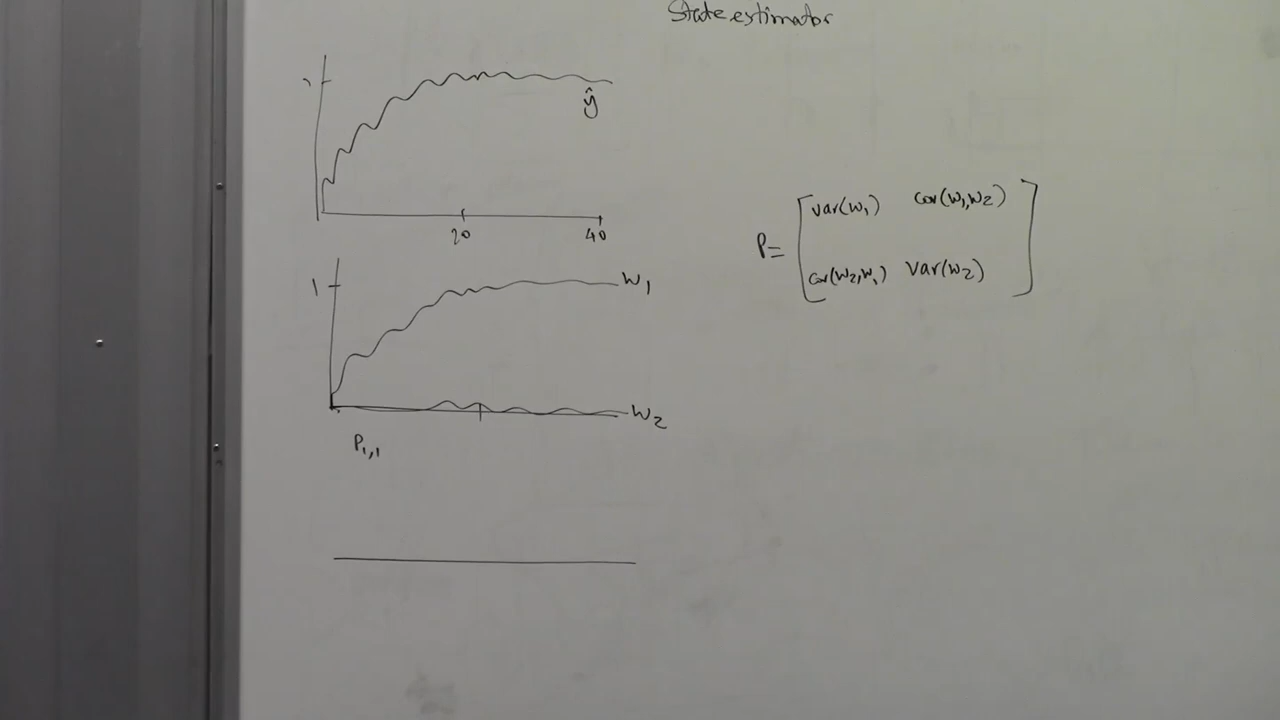 State estimator
1
ŷ
20 40
1
w1
w2
P1,1
P= [ var(w1) cov(w1,w2)
cov(w2,w1) var(w2) ]